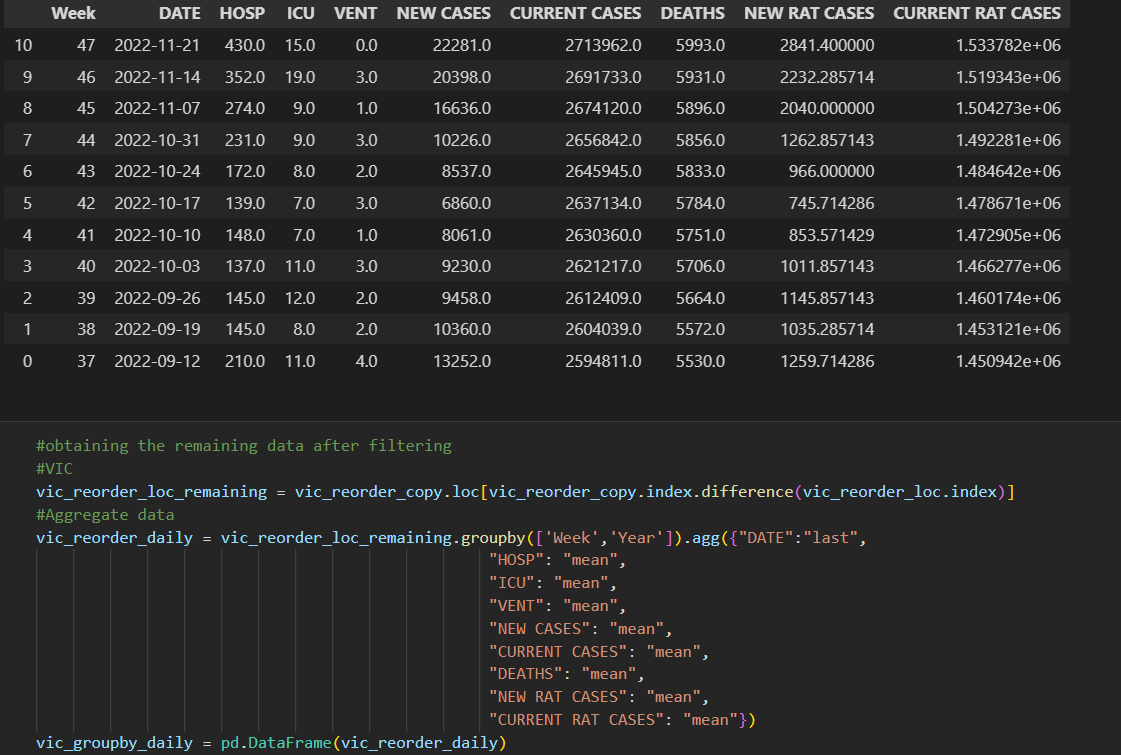 Week DATE HOSP ICU VENT NEW CASES CURRENT CASES DEATHS NEW RAT CASES CURRENT RAT CASES
10 47 2022-11-21 430.0 15.0 0.0 22281.0 2713962.0 5993.0 2841.400000 1.533782e+06
9 46 2022-11-14 352.0 19.0 3.0 20398.0 2691733.0 5931.0 2232.285714 1.519343e+06
8 45 2022-11-07 274.0 9.0 1.0 16636.0 2674120.0 5896.0 2040.000000 1.504273e+06
7 44 2022-10-31 231.0 9.0 3.0 10226.0 2656842.0 5856.0 1262.857143 1.492281e+06
6 43 2022-10-24 172.0 8.0 2.0 8537.0 2645945.0 5833.0 966.000000 1.484642e+06
5 42 2022-10-17 139.0 7.0 3.0 6860.0 2637134.0 5784.0 745.714286 1.478671e+06
4 41 2022-10-10 148.0 7.0 1.0 8061.0 2630360.0 5751.0 853.571429 1.472905e+06
3 40 2022-10-03 137.0 11.0 3.0 9230.0 2621217.0 5706.0 1011.857143 1.466277e+06
2 39 2022-09-26 145.0 12.0 2.0 9458.0 2612409.0 5664.0 1145.857143 1.460174e+06
1 38 2022-09-19 145.0 8.0 2.0 10360.0 2604039.0 5572.0 1035.285714 1.453121e+06
0 37 2022-09-12 210.0 11.0 4.0 13252.0 2594811.0 5530.0 1259.714286 1.450942e+06
#obtaining the remaining data after filtering
#VIC
vic_reorder_loc_remaining = vic_reorder_copy.loc[vic_reorder_copy.index.difference(vic_reorder_loc.index)]
#Aggregate data
vic_reorder_daily = vic_reorder_loc_remaining.groupby(['Week','Year']).agg({"DATE":"last",
"HOSP": "mean",
"ICU": "mean",
"VENT": "mean",
"NEW CASES": "mean",
"CURRENT CASES": "mean",
"DEATHS": "mean",
"NEW RAT CASES": "mean",
"CURRENT RAT CASES": "mean"})
vic_groupby_daily = pd.DataFrame(vic_reorder_daily)